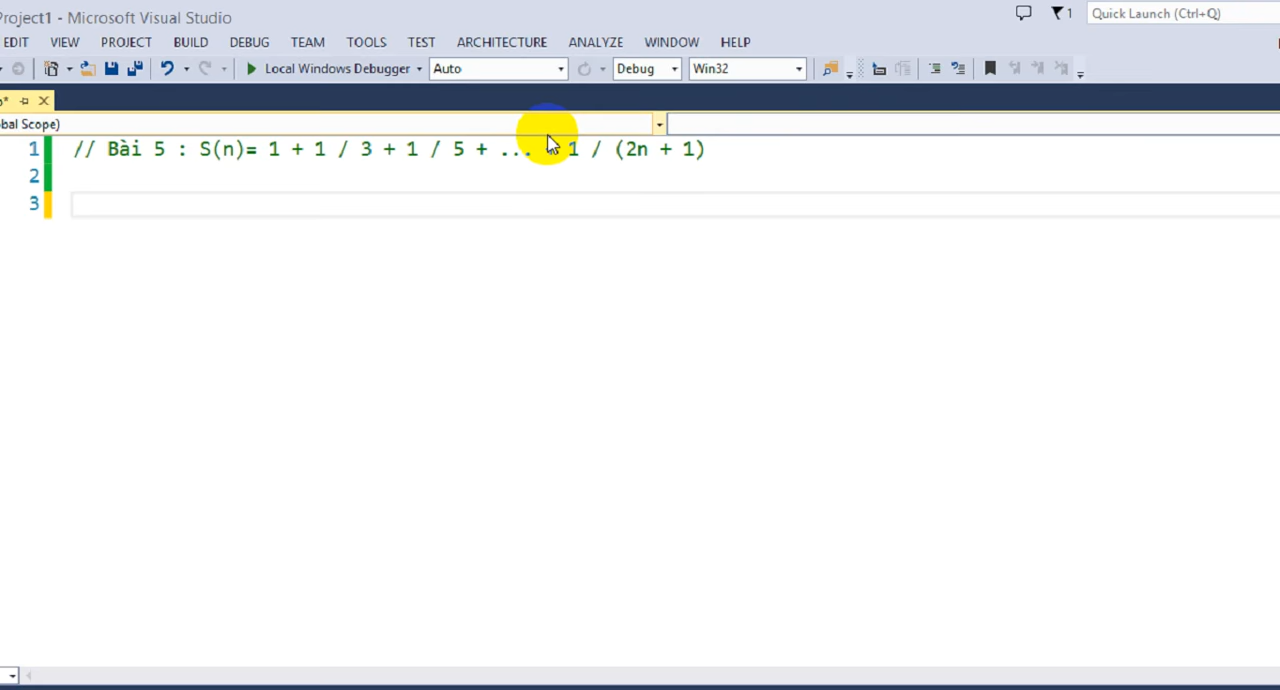 Project1 - Microsoft Visual Studio
1
Quick Launch (Ctrl+Q)
EDIT VIEW PROJECT BUILD DEBUG TEAM TOOLS TEST ARCHITECTURE ANALYZE WINDOW HELP
Local Windows Debugger Auto Debug Win32
bal Scope)
1 // Bài 5 : S(n)= 1 + 1 / 3 + 1 / 5 + ... 1 / (2n + 1)
2
3